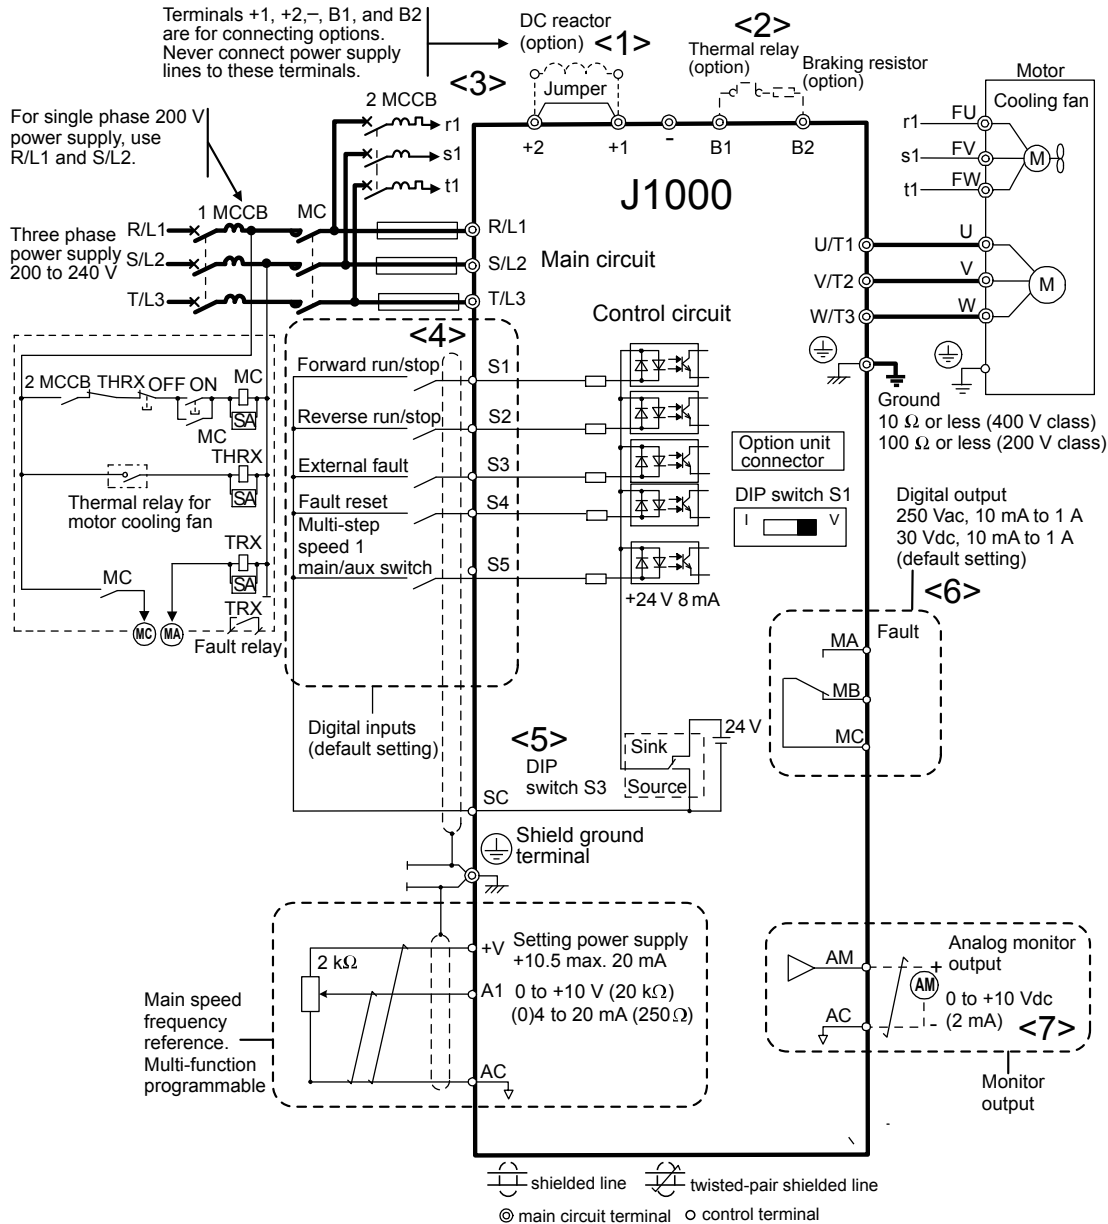 Terminals +1, +2,–, B1, and B2
are for connecting options.
Never connect power supply
lines to these terminals.
DC reactor
(option)
<1>
<2>
Thermal relay
(option)
Braking resistor
(option)
<3>
Jumper
+2
+1
–
B1
B2
Motor
Cooling fan
r1
FU
s1
FV
t1
FW
M
2 MCCB
r1
s1
t1
For single phase 200 V
power supply, use
R/L1 and S/L2.
J1000
1 MCCB
MC
Three phase
power supply
200 to 240 V
R/L1
S/L2
T/L3
R/L1
S/L2
T/L3
Main circuit
Control circuit
U/T1
V/T2
W/T3
U
V
W
M
Ground
10 Ω or less (400 V class)
100 Ω or less (200 V class)
<4>
Forward run/stop
S1
Reverse run/stop
S2
External fault
S3
Fault reset
S4
Multi-step
speed 1
main/aux switch
S5
+24 V 8 mA
2 MCCB
THRX
OFF
ON
MC
SA
MC
THRX
SA
Thermal relay for
motor cooling fan
TRX
SA
MC
TRX
MC
MA
Fault relay
Option unit
connector
DIP switch S1
I
V
Digital output
250 Vac, 10 mA to 1 A
30 Vdc, 10 mA to 1 A
(default setting)
<6>
Fault
MA
MB
MC
Digital inputs
(default setting)
<5>
DIP
switch S3
Sink
Source
24 V
SC
Shield ground
terminal
+V
Setting power supply
+10.5 max. 20 mA
2 kΩ
A1
0 to +10 V (20 kΩ)
(0)4 to 20 mA (250Ω)
AC
Main speed
frequency
reference.
Multi-function
programmable
AM
Analog monitor
output
+
AM
0 to +10 Vdc
(2 mA)
AC
-
<7>
Monitor
output
shielded line
twisted-pair shielded line
main circuit terminal
control terminal